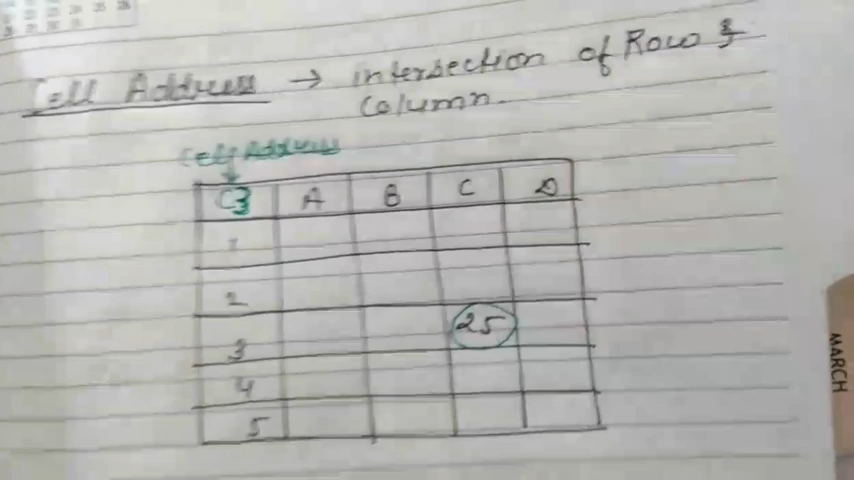 Cell Address → intersection of Row &
Column.
Cell Address
C3 A B C D
1
2
25
3
4
5
MARCH